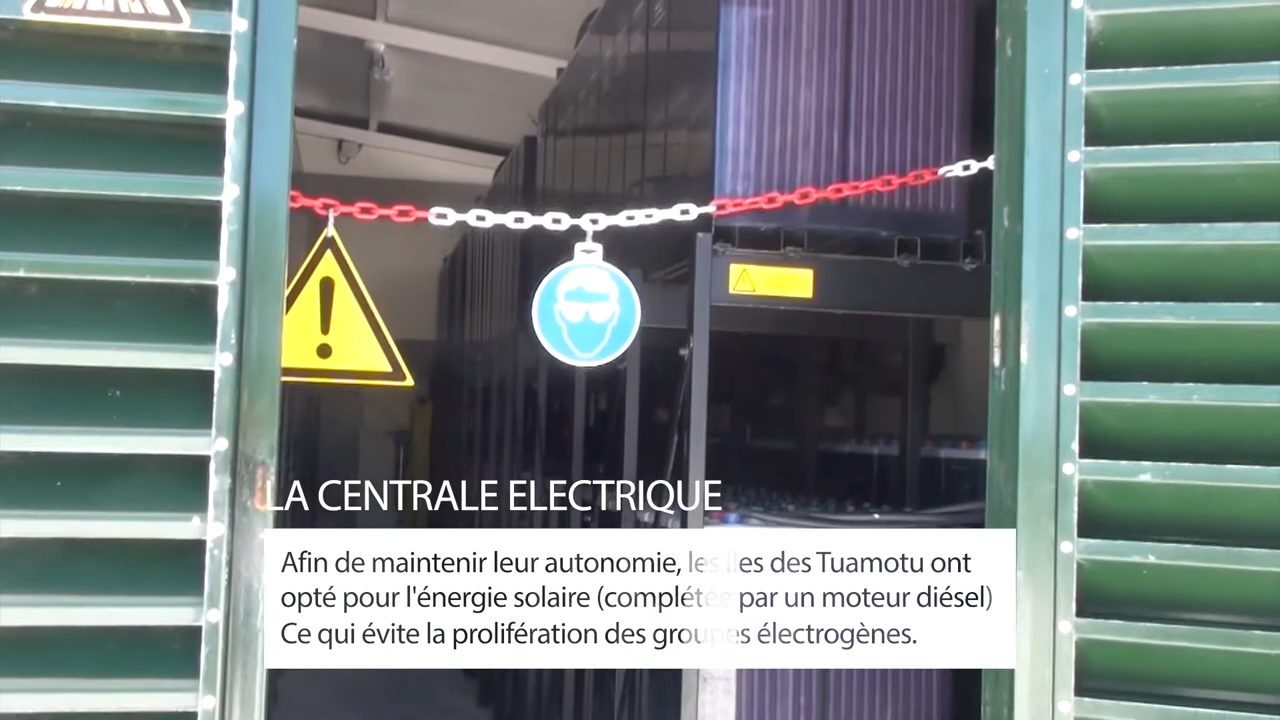 LA CENTRALE ELECTRIQUE
Afin de maintenir leur autonomie, les îles des Tuamotu ont
opté pour l'énergie solaire (complétée par un moteur diésel)
Ce qui évite la prolifération des groupes électrogènes.